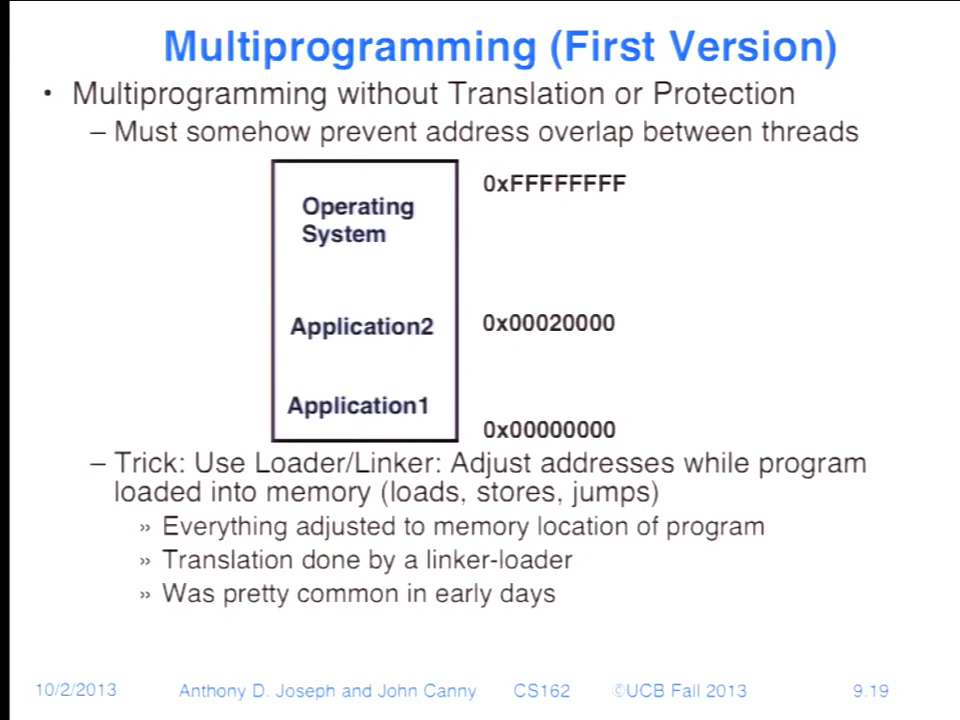 Multiprogramming (First Version)
• Multiprogramming without Translation or Protection
– Must somehow prevent address overlap between threads
0xFFFFFFFF
Operating
System
Application2 0x00020000
Application1
0x00000000
– Trick: Use Loader/Linker: Adjust addresses while program
loaded into memory (loads, stores, jumps)
» Everything adjusted to memory location of program
» Translation done by a linker-loader
» Was pretty common in early days
10/2/2013 Anthony D. Joseph and John Canny CS162 ©UCB Fall 2013 9.19